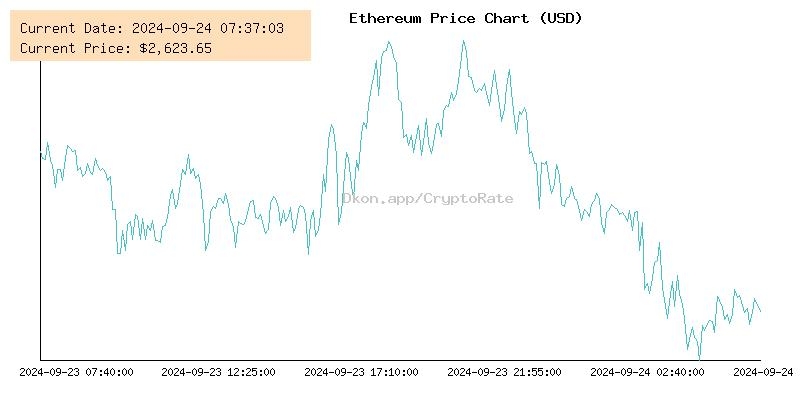 Ethereum Price Chart (USD)
Current Date: 2024-09-24 07:37:03
Current Price: $2,623.65
Dkon.app/CryptoRate
2024-09-23 07:40:00 2024-09-23 12:25:00 2024-09-23 17:10:00 2024-09-23 21:55:00 2024-09-24 02:40:00 2024-09-24